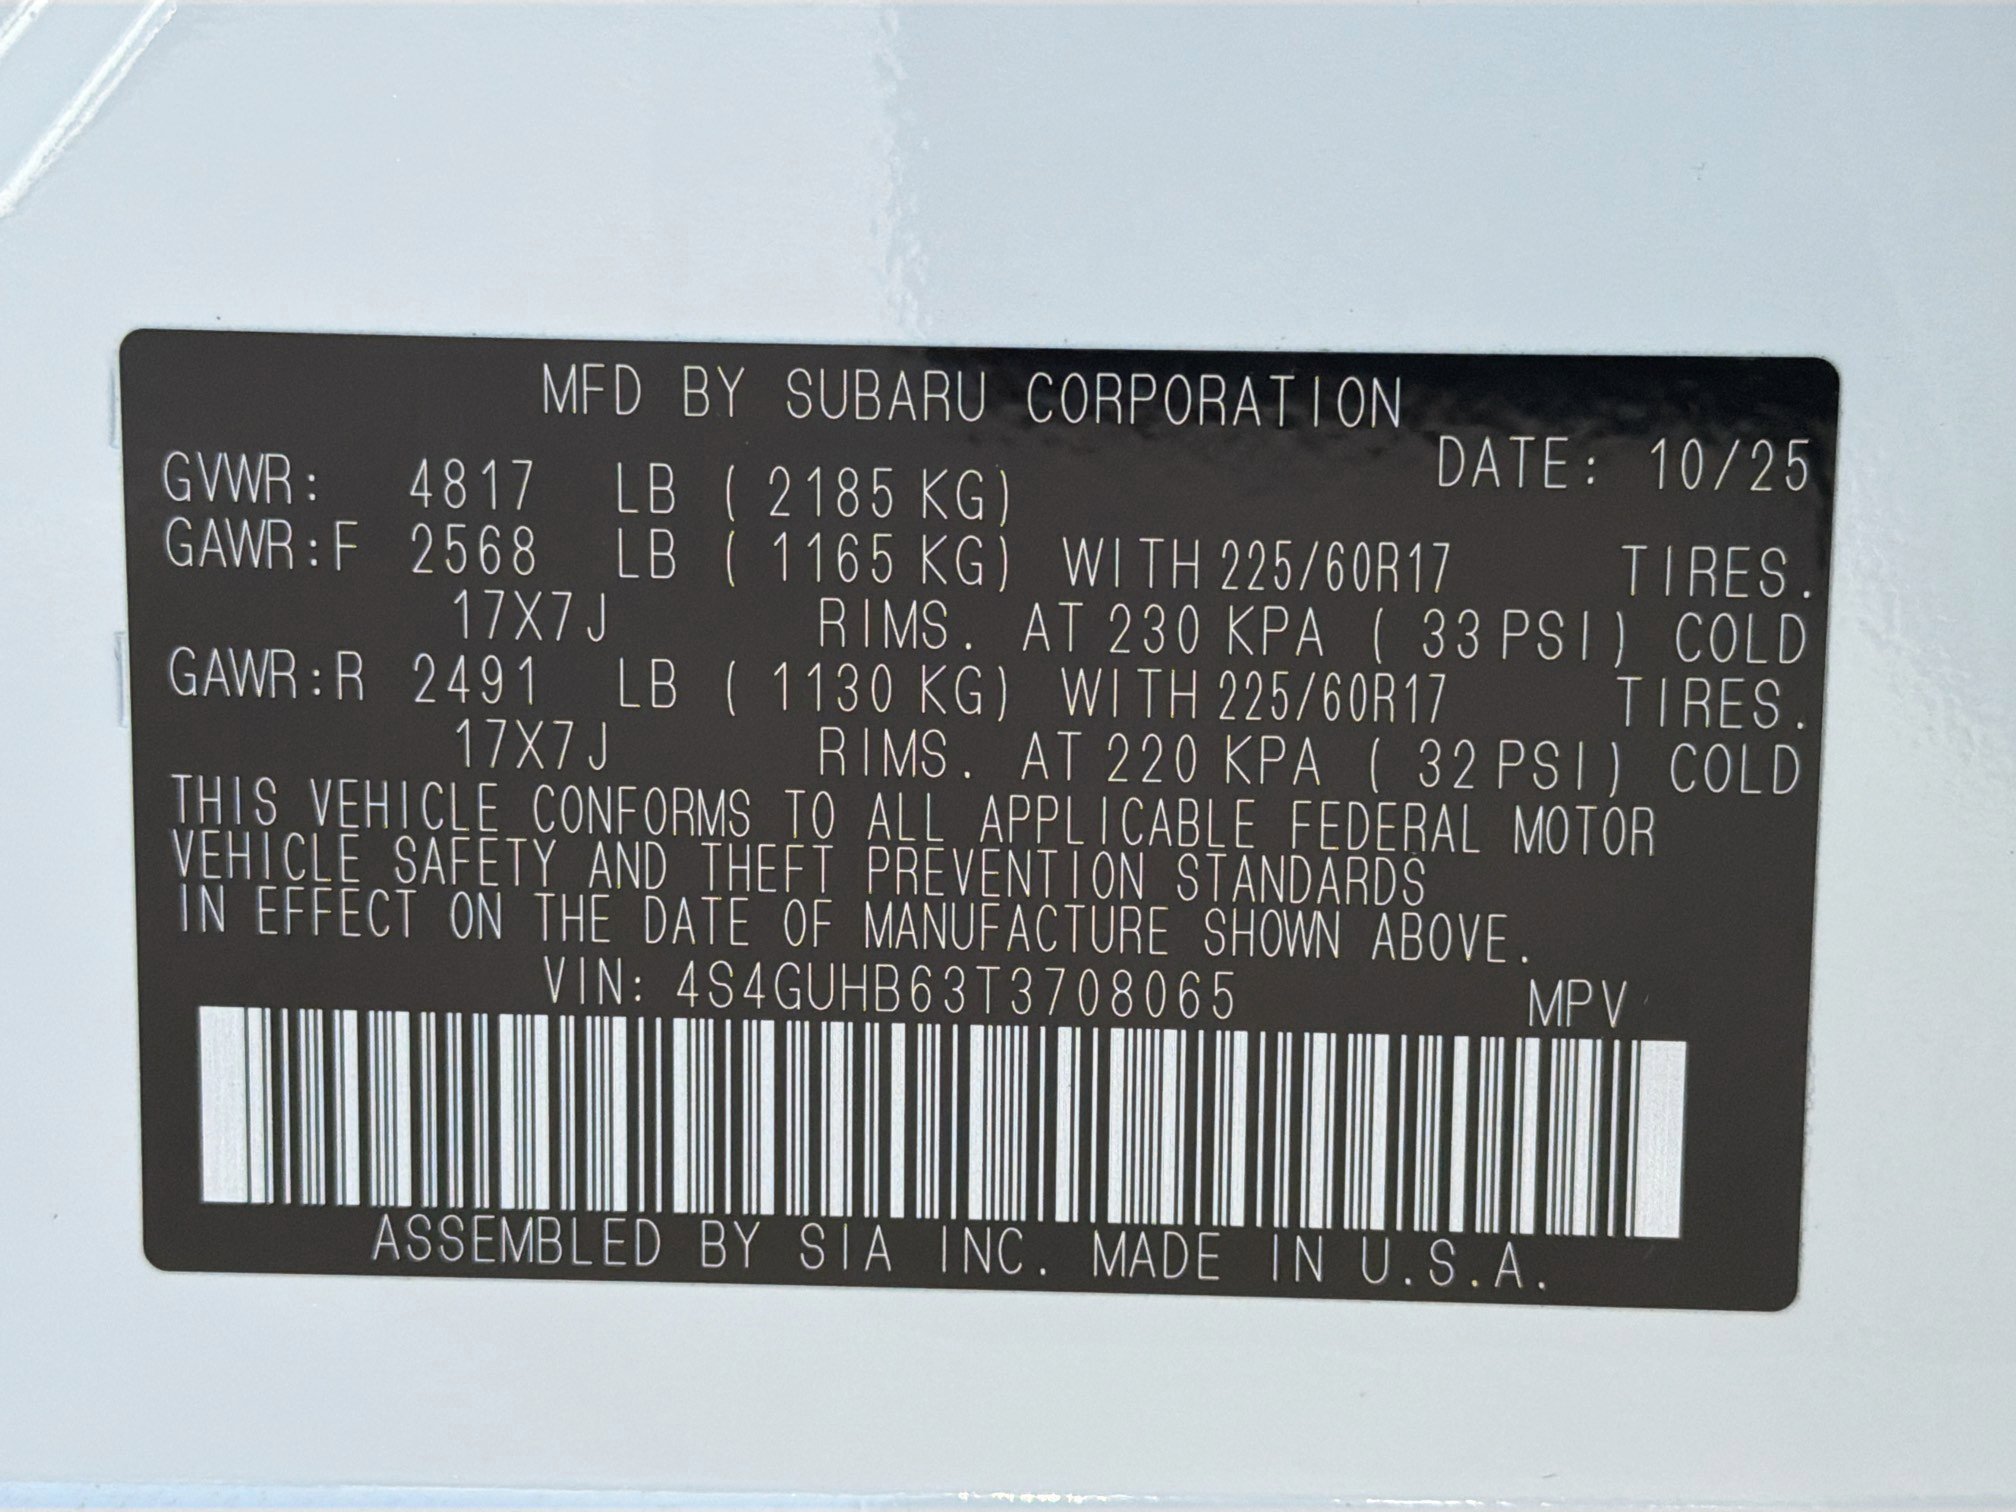 MFD BY SUBARU CORPORATION
DATE: 10/25
GVWR: 4817 LB ( 2185 KG)
GAWR:F 2568 LB ( 1165 KG) WITH 225/60R17 TIRES.
17X7J RIMS. AT 230 KPA ( 33 PSI) COLD
GAWR:R 2491 LB ( 1130 KG) WITH 225/60R17 TIRES.
17X7J RIMS. AT 220 KPA ( 32 PSI) COLD
THIS VEHICLE CONFORMS TO ALL APPLICABLE FEDERAL MOTOR
VEHICLE SAFETY AND THEFT PREVENTION STANDARDS
IN EFFECT ON THE DATE OF MANUFACTURE SHOWN ABOVE.
VIN: 4S4GUHB63T3708065 MPV
ASSEMBLED BY SIA INC. MADE IN U.S.A.